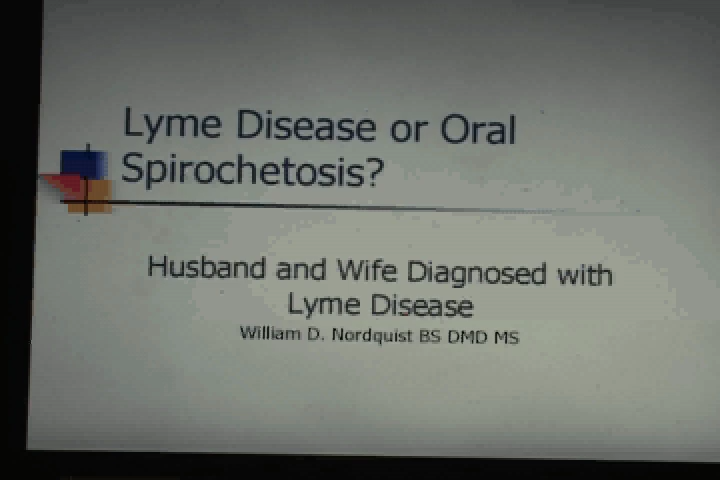 Lyme Disease or Oral
Spirochetosis?
Husband and Wife Diagnosed with
Lyme Disease
William D. Nordquist BS DMD MS